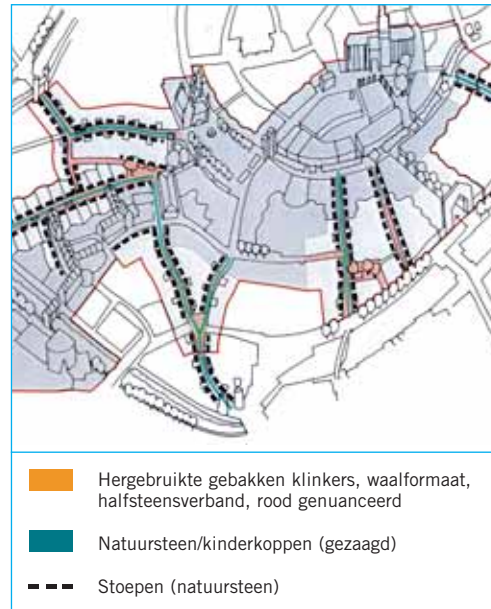 Hergebruikte gebakken klinkers, waalformaat,
halfsteensverband, rood genuanceerd
Natuursteen/kinderkoppen (gezaagd)
Stoepen (natuursteen)